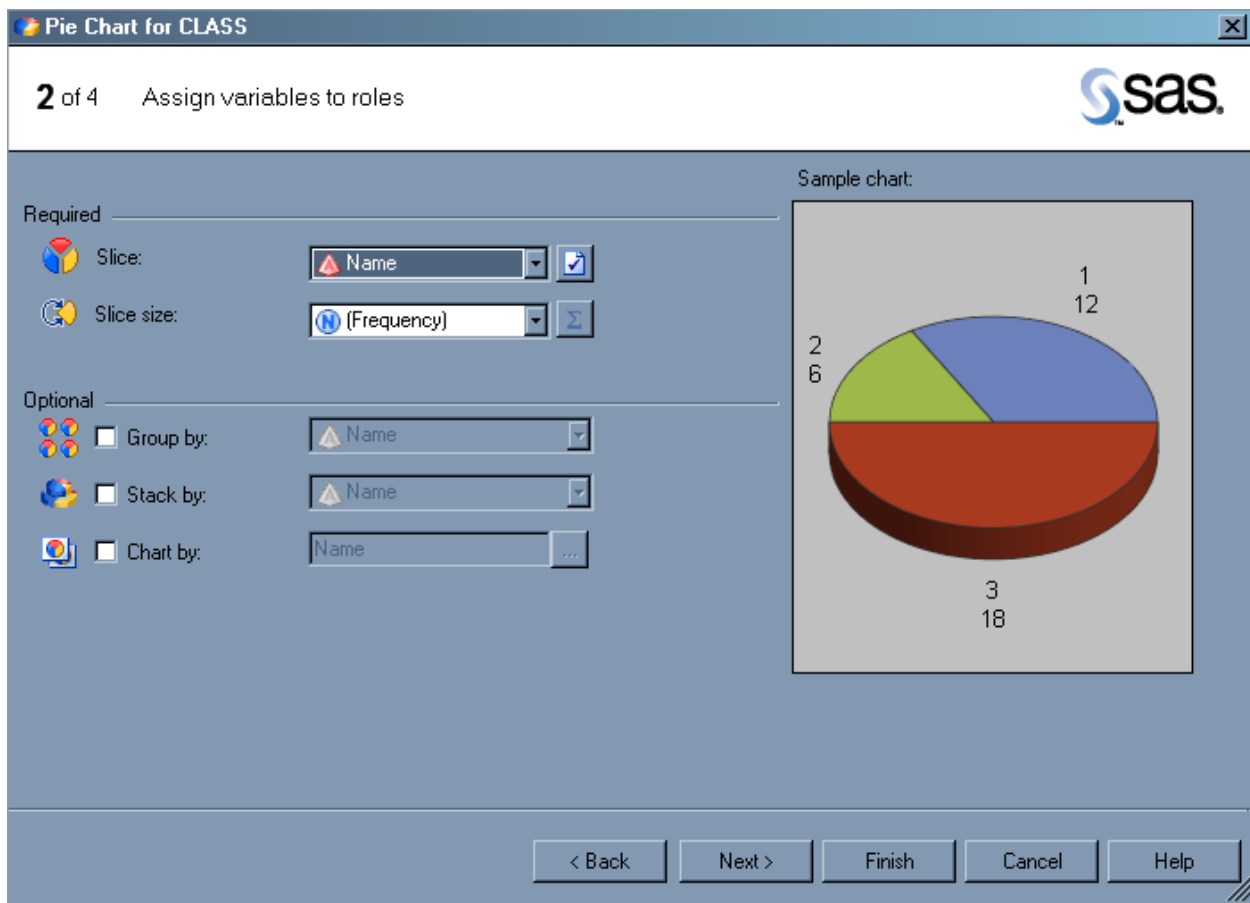 Pie Chart for CLASS
2 of 4 Assign variables to roles
sas.
TM
Sample chart:
Required
Slice: Name
Slice size: N (Frequency) Σ
Optional
Group by: Name
Stack by: Name
Chart by: Name ...
1
12
2
6
3
18
< Back Next > Finish Cancel Help